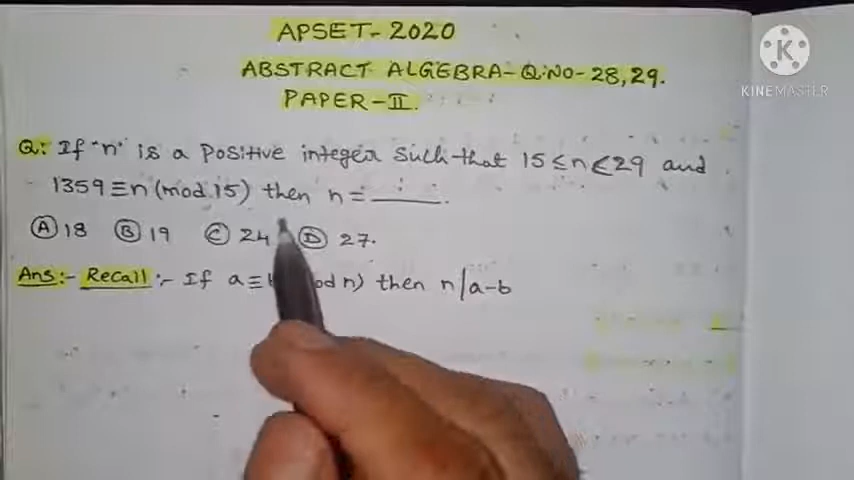 APSET-2020
ABSTRACT ALGEBRA-Q.NO-28,29.
PAPER-II.
KINEMASTER
Q: If "n" is a positive integer such that 15≤n<29 and
1359≡n(mod 15) then n=_____.
(A) 18 (B) 19 (C) 24 (D) 27.
Ans:- Recall:- If a≡ n) then n|a-b